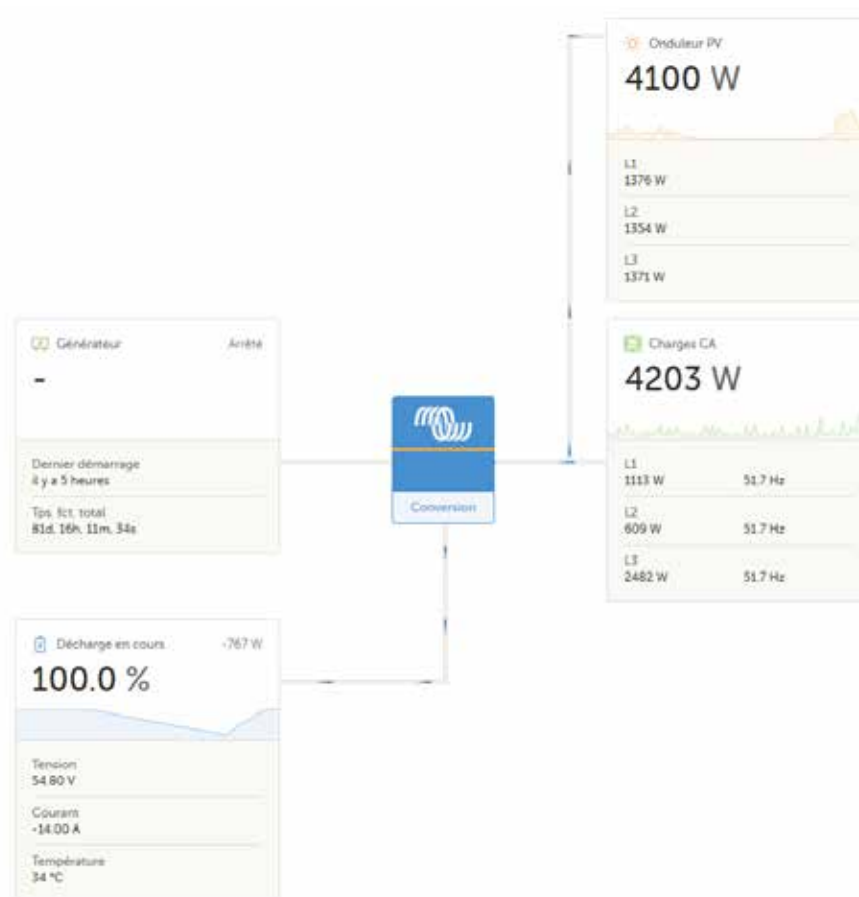 Onduleur PV
4100 W
L1
1376 W
L2
1354 W
L3
1371 W
Générateur Arrêté
-
Dernier démarrage
il y a 5 heures
Tps. fct. total
81d, 16h, 11m, 34s
Conversion
Charges CA
4203 W
L1
1113 W 51.7 Hz
L2
609 W 51.7 Hz
L3
2482 W 51.7 Hz
Décharge en cours -767 W
100.0 %
Tension
54.80 V
Courant
-14.00 A
Température
34 °C